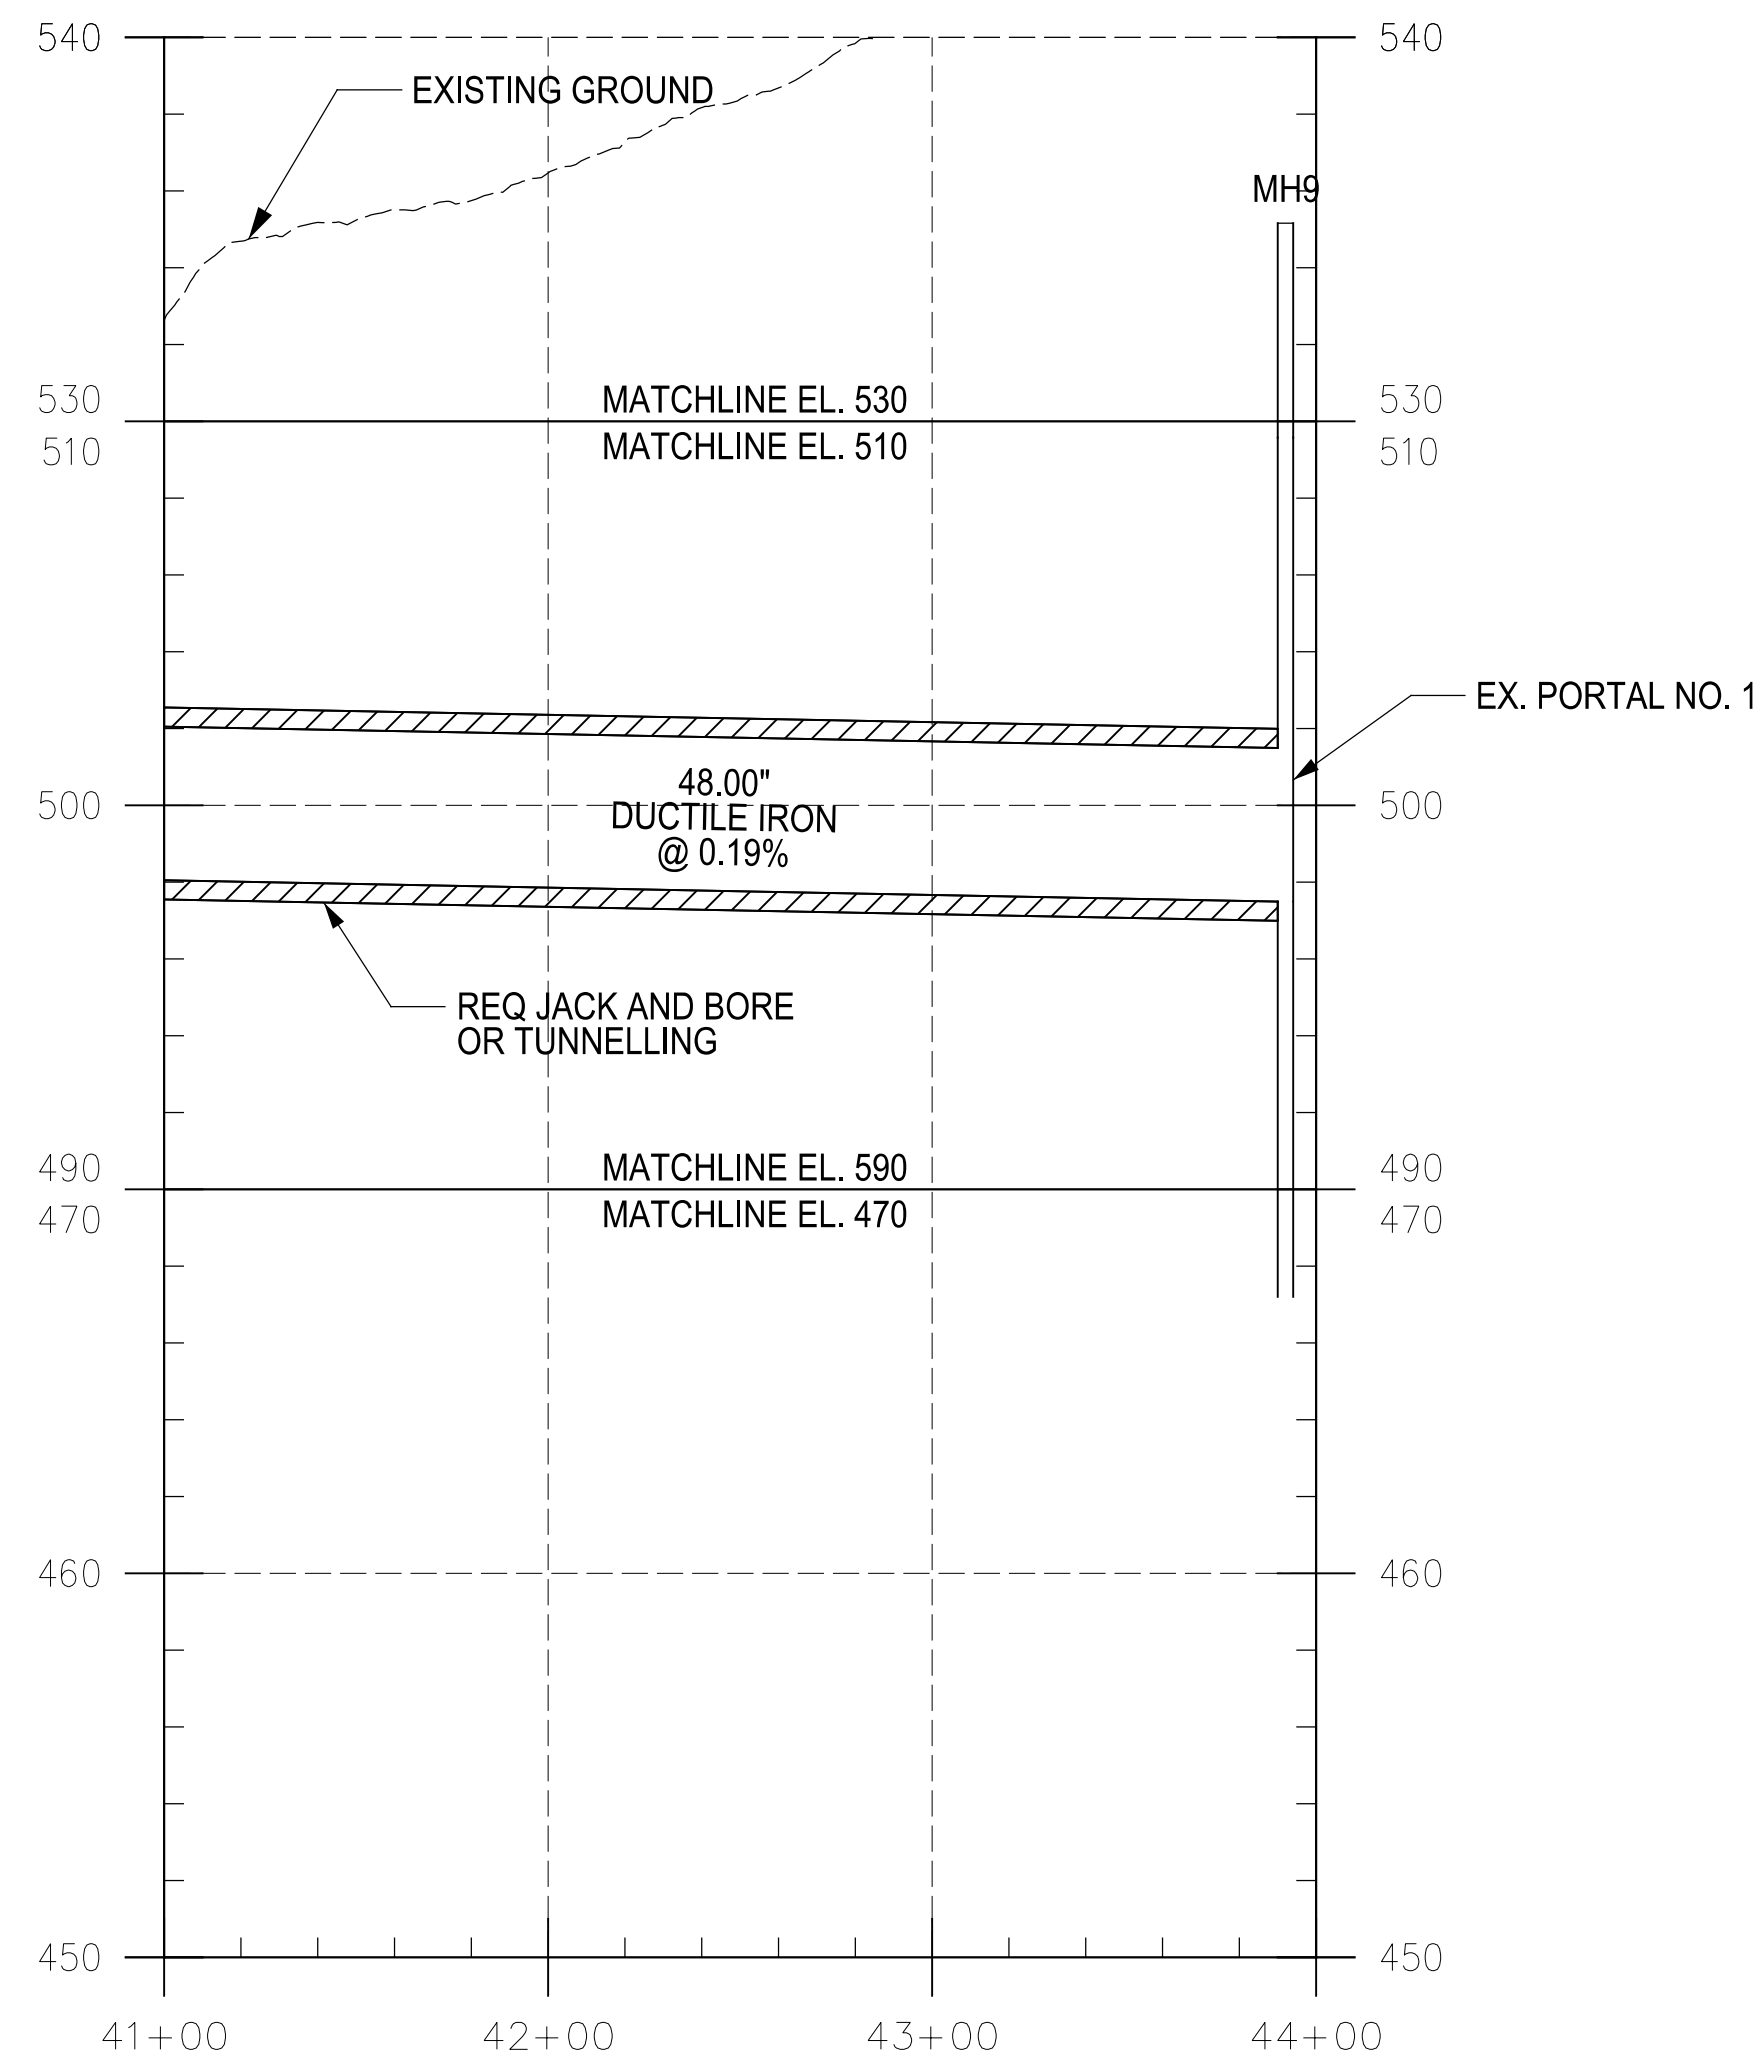 540
540
EXISTING GROUND
MH9
530
MATCHLINE EL. 530
530
510
MATCHLINE EL. 510
510
EX. PORTAL NO. 1
48.00"
500
DUCTILE IRON
500
@ 0.19%
REQ JACK AND BORE
OR TUNNELLING
490
MATCHLINE EL. 590
490
470
MATCHLINE EL. 470
470
460
460
450
450
41+00
42+00
43+00
44+00